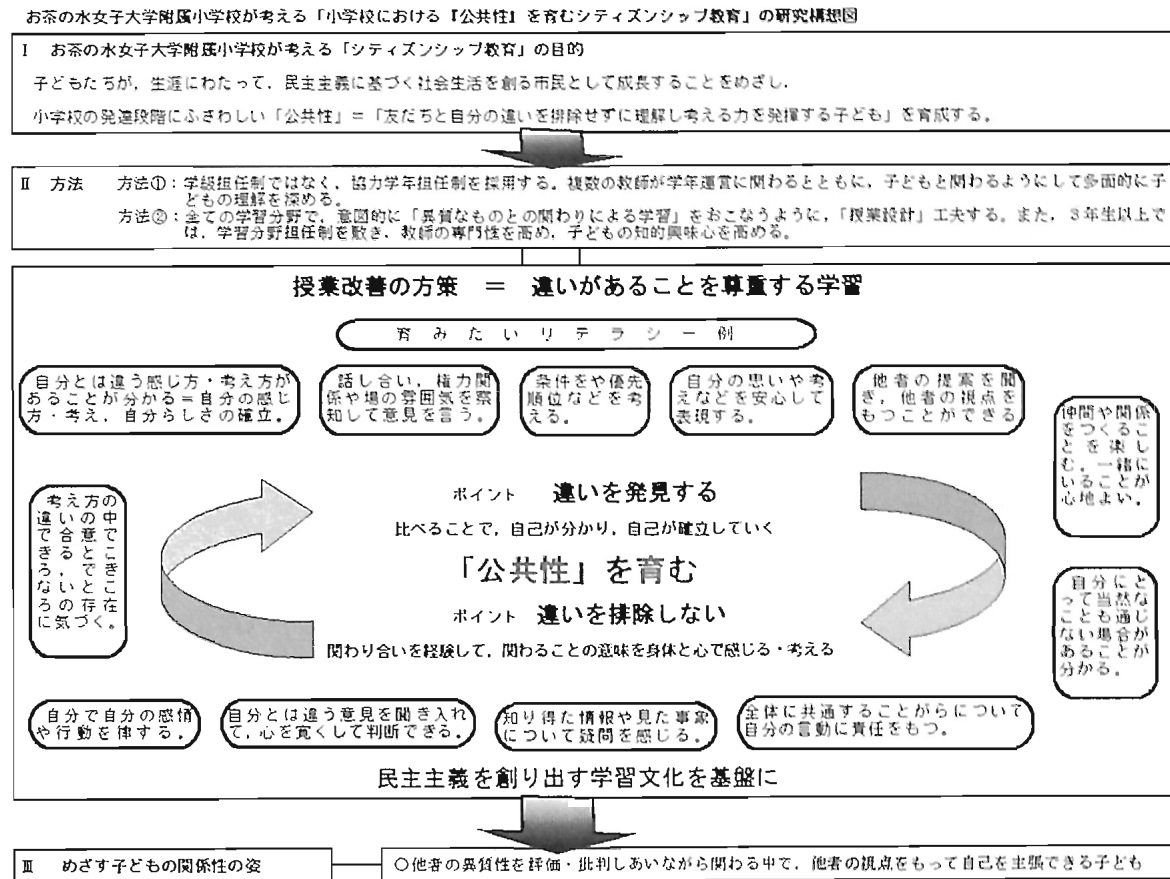 お茶の水女子大学附属小学校が考える「小学校における『公共性』を育むシティズンシップ教育」の研究構想図
Ⅰ お茶の水女子大学附属小学校が考える「シティズンシップ教育」の目的
子どもたちが，生涯にわたって，民主主義に基づく社会生活を創る市民として成長することをめざし，
小学校の発達段階にふさわしい「公共性」＝「友だちと自分の違いを排除せずに理解し考える力を発揮する子ども」を育成する。
Ⅱ 方法 方法①：学級担任制ではなく，協力学年担任制を採用する。複数の教師が学年運営に関わるとともに，子どもと関わるようにして多面的に子
どもの理解を深める。
方法②：全ての学習分野で，意図的に「異質なものとの関わりによる学習」をおこなうように，「授業設計」工夫する。また，３年生以上で
は，学習分野担任制を敷き，教師の専門性を高め，子どもの知的興味心を高める。
授業改善の方策 ＝ 違いがあることを尊重する学習
育みたいリテラシー例
自分とは違う感じ方・考え方が
あることが分かる＝自分の感じ
方・考え，自分らしさの確立。
話し合い，権力関
係や場の雰囲気を察
知して意見を言う。
条件をや優先
順位などを考
える。
自分の思いや考
えなどを安心して
表現する。
他者の提案を聞
き，他者の視点を
もつことができる
仲間や関係
をつくるこ
とを楽し
む。一緒に
いることが
心地よい。
考え方の
違いの中
で合意で
きるとこ
ろ，でき
ないとこ
ろの存在
に気づく。
ポイント 違いを発見する
比べることで，自己が分かり，自己が確立していく
「公共性」を育む
ポイント 違いを排除しない
関わり合いを経験して，関わることの意味を身体と心で感じる・考える
自分にと
って当然な
ことも通じ
ない場合が
あることが
分かる。
自分で自分の感情
や行動を律する。
自分とは違う意見を聞き入れ
て，心を寛くして判断できる。
知り得た情報や見た事象
について疑問を感じる。
全体に共通することがらについて
自分の言動に責任をもつ。
民主主義を創り出す学習文化を基盤に
Ⅲ めざす子どもの関係性の姿
○他者の異質性を評価・批判しあいながら関わる中で，他者の視点をもって自己を主張できる子ども